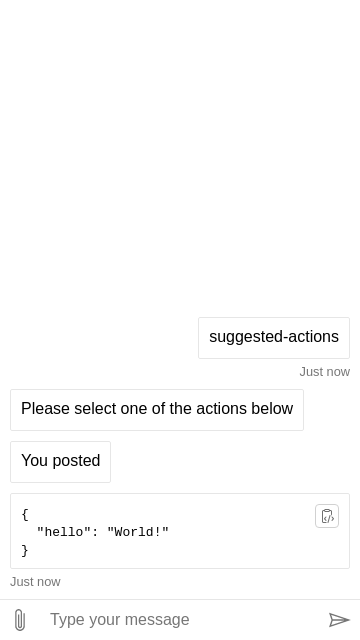 suggested-actions
Just now
Please select one of the actions below
You posted
{
  "hello": "World!"
}
Just now
Type your message